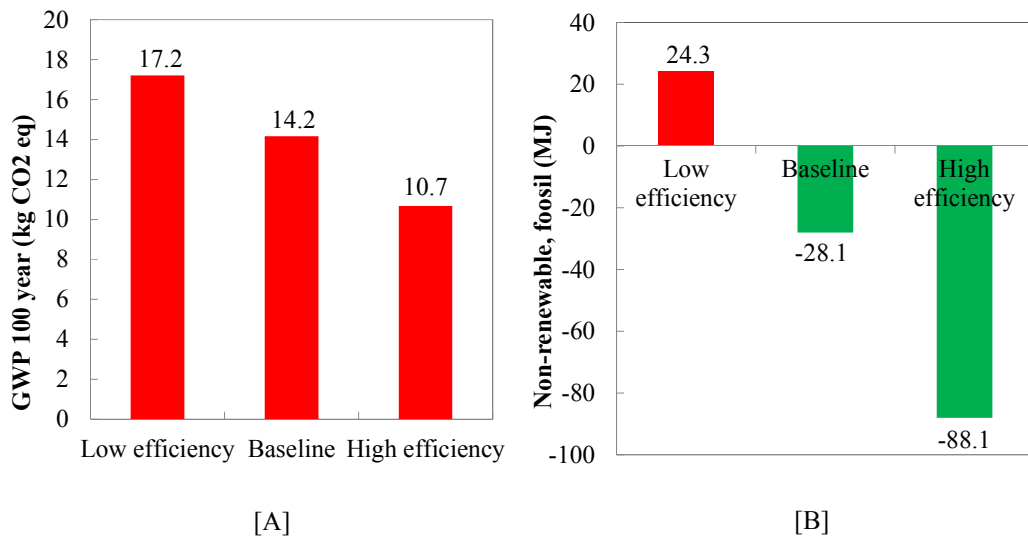 GWP 100 year (kg CO2 eq)
20
18
16
14
12
10
8
6
4
2
0
17.2
14.2
10.7
Low efficiency
Baseline
High efficiency
[A]
Non-renewable, foosil (MJ)
40
20
0
-20
-40
-60
-80
-100
24.3
Low
efficiency
Baseline
High
efficiency
-28.1
-88.1
[B]